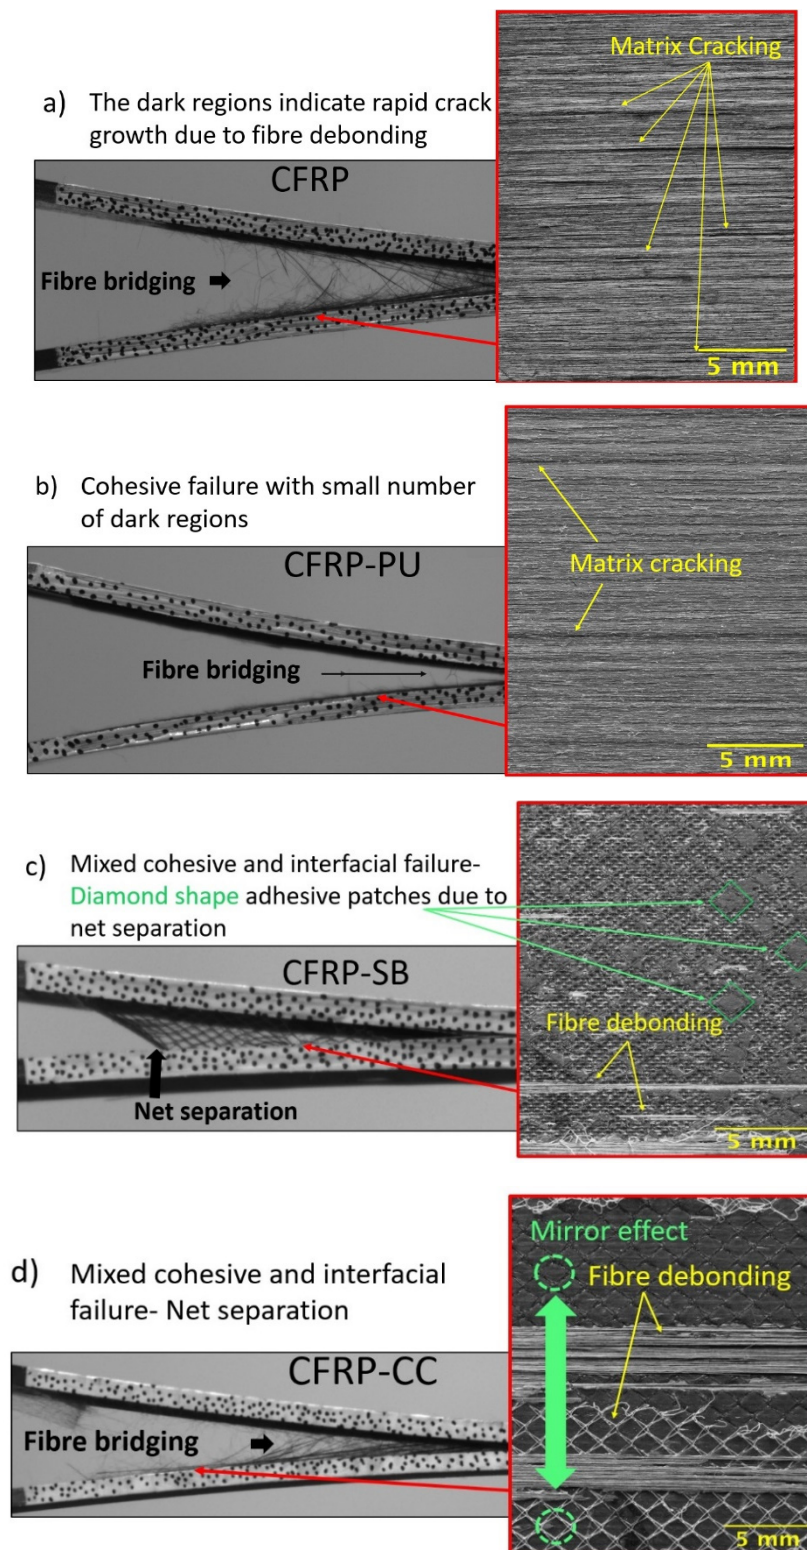 Matrix Cracking
a) The dark regions indicate rapid crack
growth due to fibre debonding
CFRP
Fibre bridging
5 mm
b) Cohesive failure with small number
of dark regions
CFRP-PU
Matrix cracking
Fibre bridging
5 mm
c) Mixed cohesive and interfacial failure-
Diamond shape adhesive patches due to
net separation
CFRP-SB
Fibre debonding
Net separation
5 mm
Mirror effect
d) Mixed cohesive and interfacial
failure- Net separation
Fibre debonding
CFRP-CC
Fibre bridging
5 mm